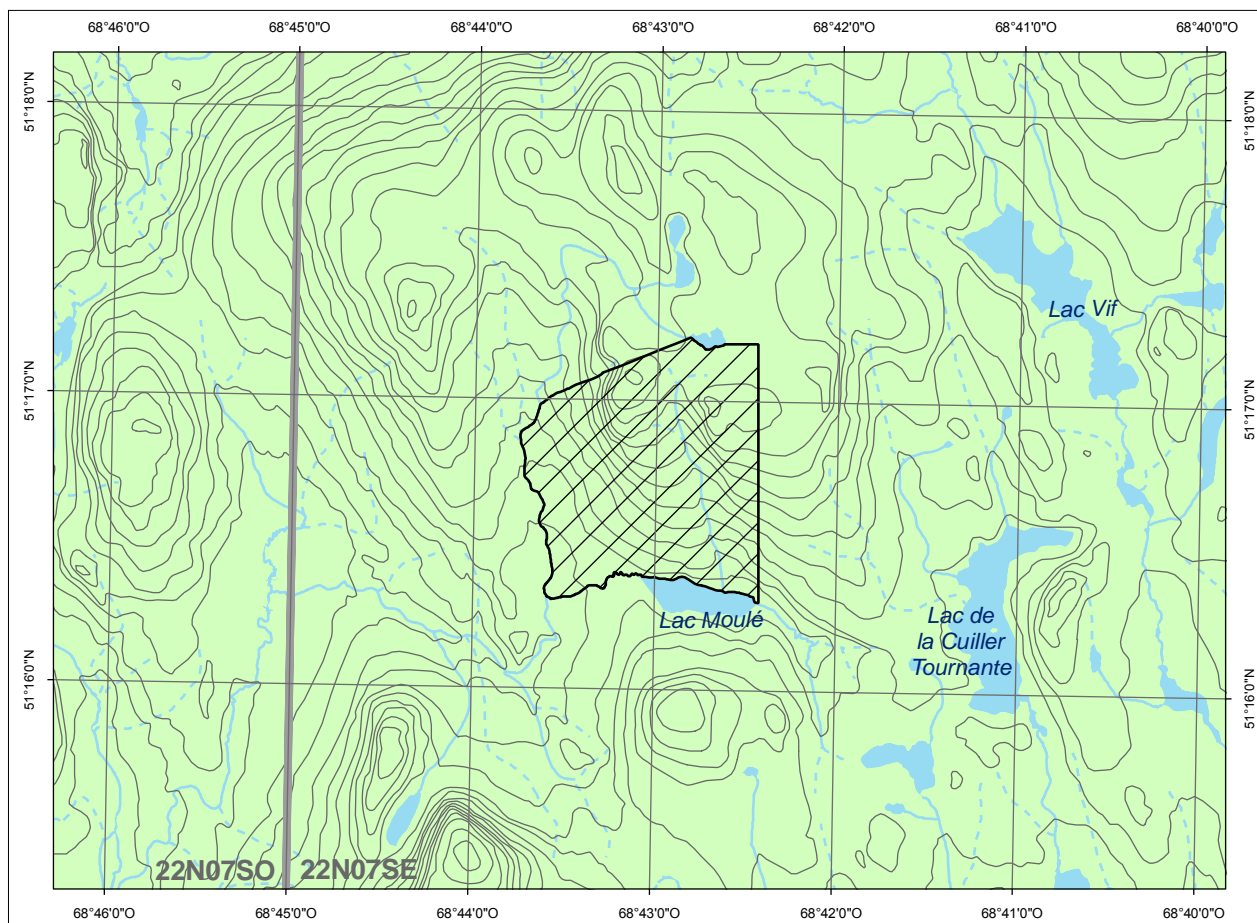 68°46'0"O 68°45'0"O 68°44'0"O 68°43'0"O 68°42'0"O 68°41'0"O 68°40'0"O
51°18'0"N
51°18'0"N
Lac Vif
51°17'0"N
51°17'0"N
Lac Moulé
Lac de
la Cuiller
Tournante
51°16'0"N
51°16'0"N
22N07SO 22N07SE
68°46'0"O 68°45'0"O 68°44'0"O 68°43'0"O 68°42'0"O 68°41'0"O 68°40'0"O